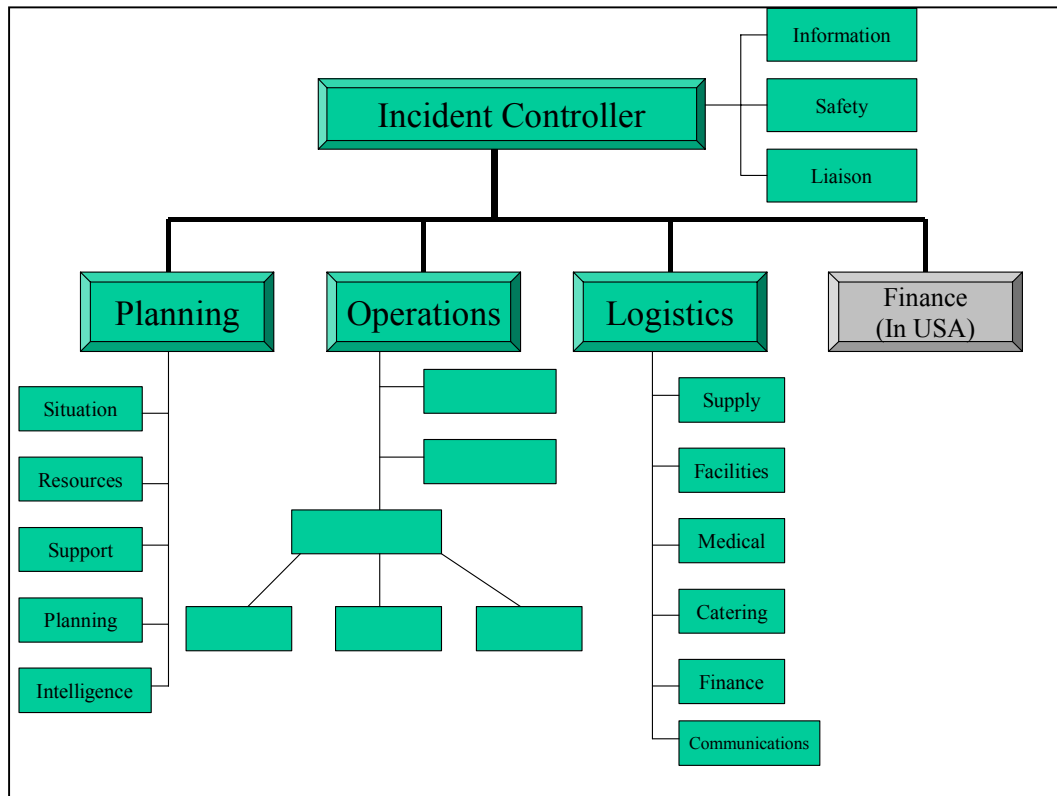 Information
Incident Controller
Safety
Liaison
Planning
Operations
Logistics
Finance
(In USA)
Situation
Resources
Support
Planning
Intelligence
Supply
Facilities
Medical
Catering
Finance
Communications